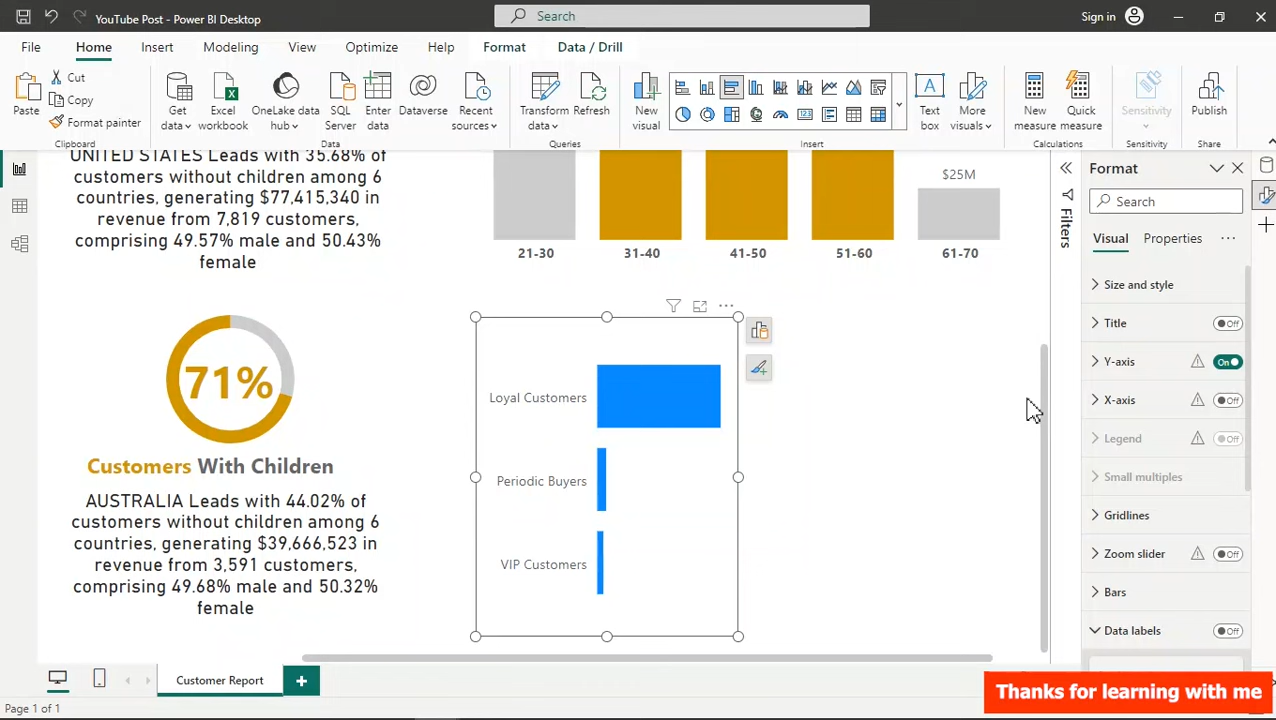 YouTube Post - Power BI Desktop
Search
Sign in
File Home Insert Modeling View Optimize Help Format Data / Drill
Paste
Cut
Copy
Format painter
Get data
Excel workbook
OneLake data hub
SQL Server
Enter data
Dataverse
Recent sources
Transform data
Refresh
New visual
Text box
More visuals
New measure
Quick measure
Sensitivity
Publish
Clipboard Data Queries Insert Calculations Sensitivity Share
UNITED STATES Leads with 35.68% of
customers without children among 6
countries, generating $77,415,340 in
revenue from 7,819 customers,
comprising 49.57% male and 50.43%
female
71%
Customers With Children
AUSTRALIA Leads with 44.02% of
customers without children among 6
countries, generating $39,666,523 in
revenue from 3,591 customers,
comprising 49.68% male and 50.32%
female
$25M
21-30 31-40 41-50 51-60 61-70
Loyal Customers
Periodic Buyers
VIP Customers
Filters
Format
Search
Visual Properties
Size and style
Title Off
Y-axis On
X-axis Off
Legend Off
Small multiples
Gridlines
Zoom slider Off
Bars
Data labels Off
Customer Report
Page 1 of 1
Thanks for learning with me